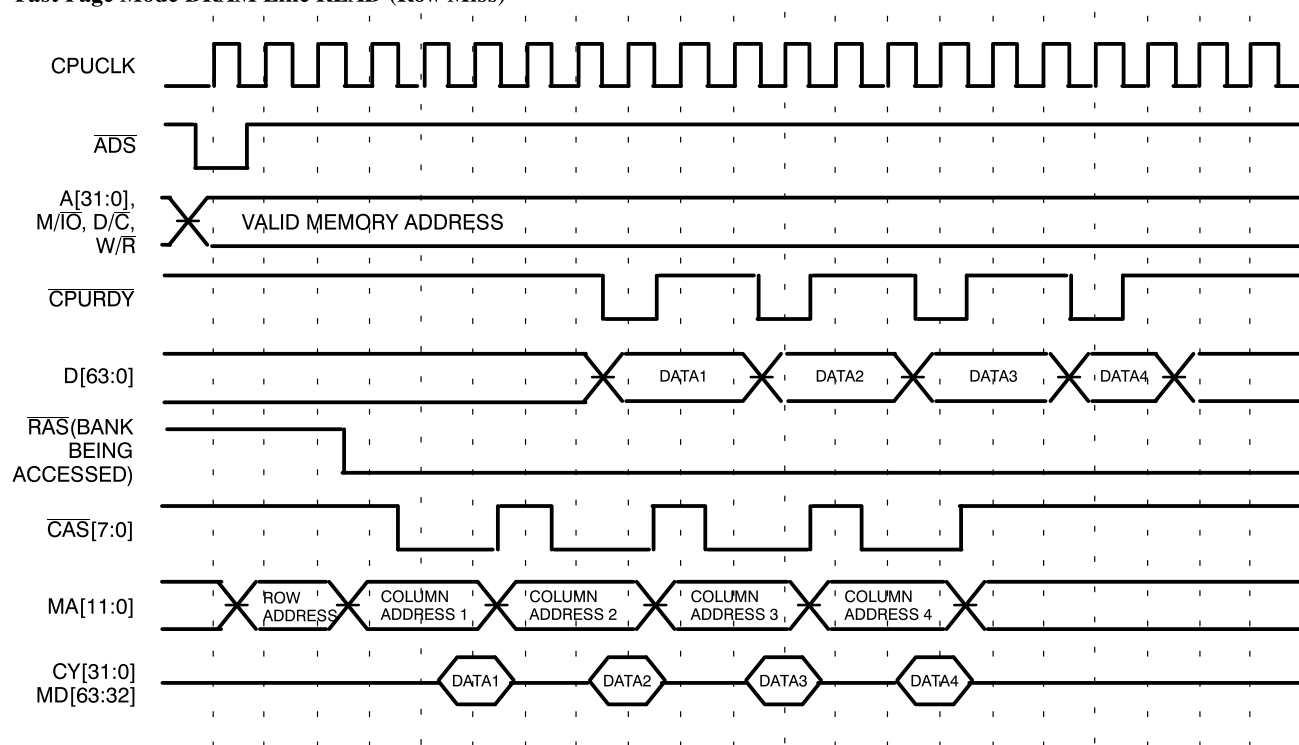 Fast Page Mode DRAM Line READ (Row Miss)
CPUCLK
ADS
A[31:0],
M/IO, D/C,
W/R
VALID MEMORY ADDRESS
CPURDY
D[63:0]
DATA1 DATA2 DATA3 DATA4
RAS(BANK
BEING
ACCESSED)
CAS[7:0]
MA[11:0]
ROW
ADDRESS
COLUMN
ADDRESS 1
COLUMN
ADDRESS 2
COLUMN
ADDRESS 3
COLUMN
ADDRESS 4
CY[31:0]
MD[63:32]
DATA1 DATA2 DATA3 DATA4